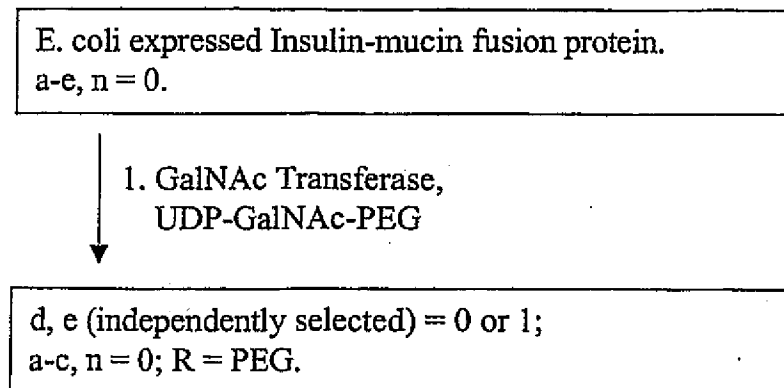 E. coli expressed Insulin-mucin fusion protein.
a-e, n = 0.
1. GalNAc Transferase,
UDP-GalNAc-PEG
d, e (independently selected) = 0 or 1;
a-c, n = 0; R = PEG.